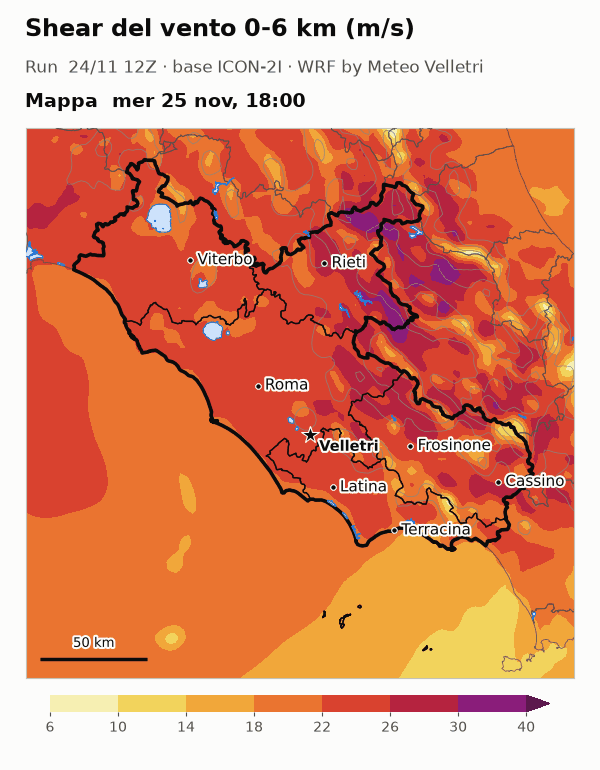 Shear del vento 0-6 km (m/s)
Run  24/11 12Z · base ICON-2I · WRF by Meteo Velletri
Mappa  mer 25 nov, 18:00
Viterbo
Rieti
Roma
Velletri
Frosinone
Latina
Cassino
Terracina
50 km
6 10 14 18 22 26 30 40